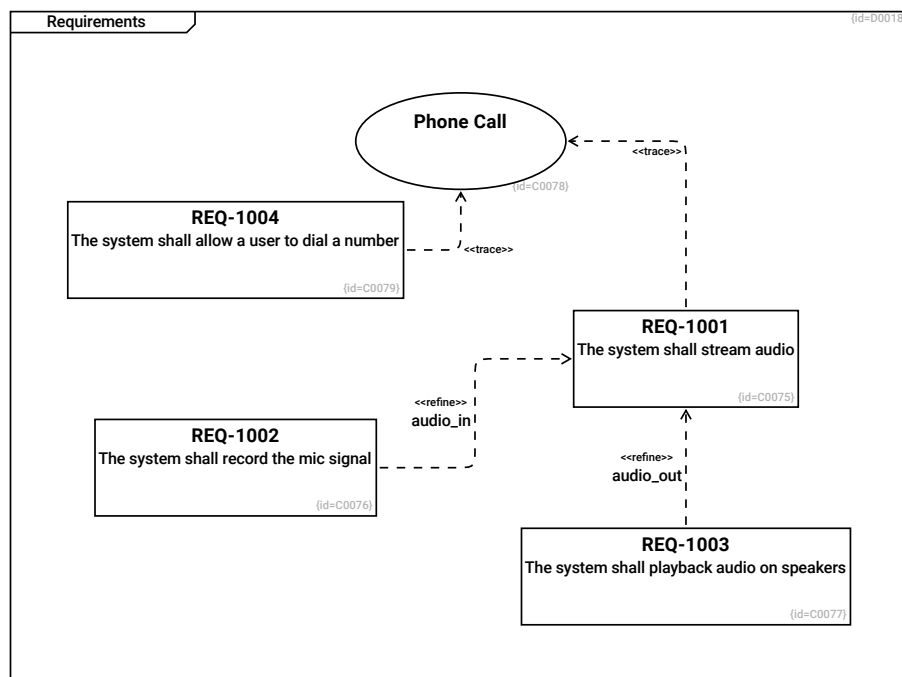 Requirements
{id=D0018
Phone Call
<<trace>>
{id=C0078}
REQ-1004
The system shall allow a user to dial a number
<<trace>>
{id=C0079}
REQ-1001
The system shall stream audio
{id=C0075}
<<refine>>
audio_in
REQ-1002
The system shall record the mic signal
<<refine>>
audio_out
{id=C0076}
REQ-1003
The system shall playback audio on speakers
{id=C0077}